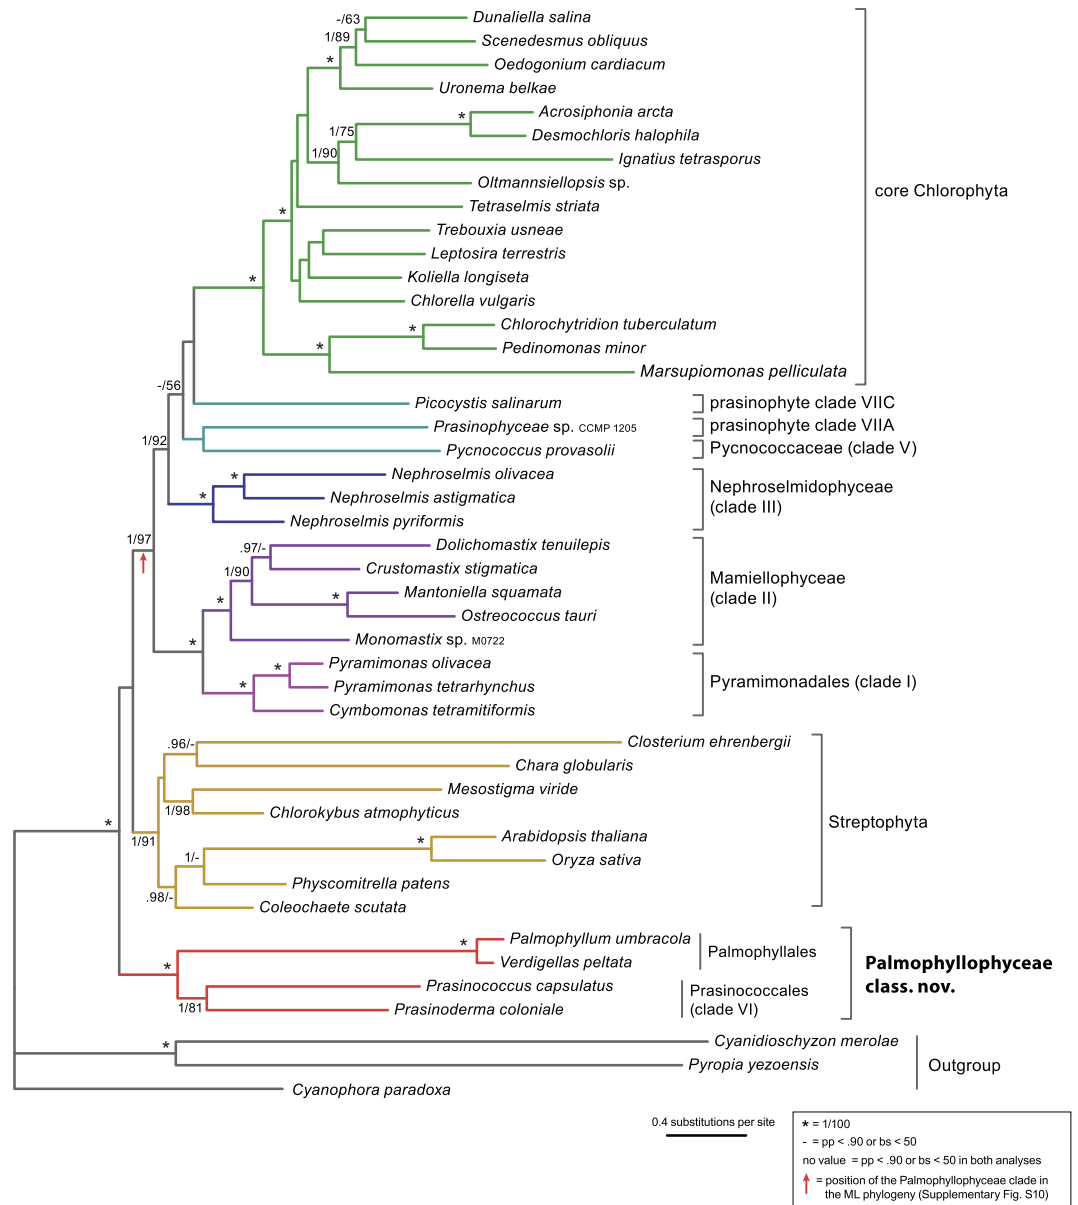 -/63
Dunaliella salina
1/89
Scenedesmus obliquus
*
Oedogonium cardiacum
Uronema belkae
*
Acrosiphonia arcta
1/75
Desmochloris halophila
1/90
Ignatius tetrasporus
Oltmannsiellopsis sp.
core Chlorophyta
*
Tetraselmis striata
Trebouxia usneae
Leptosira terrestris
*
Koliella longiseta
Chlorella vulgaris
*
Chlorochytridion tuberculatum
*
Pedinomonas minor
Marsupiomonas pelliculata
-/56
Picocystis salinarum
prasinophyte clade VIIC
Prasinophyceae sp. CCMP 1205
prasinophyte clade VIIA
1/92
Pycnococcus provasolii
Pycnococcaceae (clade V)
*
Nephroselmis olivacea
Nephroselmidophyceae
(clade III)
*
Nephroselmis astigmatica
Nephroselmis pyriformis
1/97
.97/-
Dolichomastix tenuilepis
1/90
Crustomastix stigmatica
Mamiellophyceae
(clade II)
*
Mantoniella squamata
*
Ostreococcus tauri
*
Monomastix sp. M0722
*
Pyramimonas olivacea
*
Pyramimonas tetrarhynchus
Pyramimonadales (clade I)
Cymbomonas tetramitiformis
.96/-
Closterium ehrenbergii
Chara globularis
Mesostigma viride
1/98
Chlorokybus atmophyticus
*
1/91
Streptophyta
*
Arabidopsis thaliana
1/-
Oryza sativa
Physcomitrella patens
.98/-
Coleochaete scutata
*
Palmophyllum umbracola
Palmophyllales
*
Verdigellas peltata
Palmophyllophyceae
class. nov.
Prasinococcus capsulatus
Prasinococcales
(clade VI)
1/81
Prasinoderma coloniale
*
Cyanidioschyzon merolae
Pyropia yezoensis
Outgroup
Cyanophora paradoxa
0.4 substitutions per site
* = 1/100
- = pp < .90 or bs < 50
no value = pp < .90 or bs < 50 in both analyses
= position of the Palmophyllophyceae clade in
the ML phylogeny (Supplementary Fig. S10)